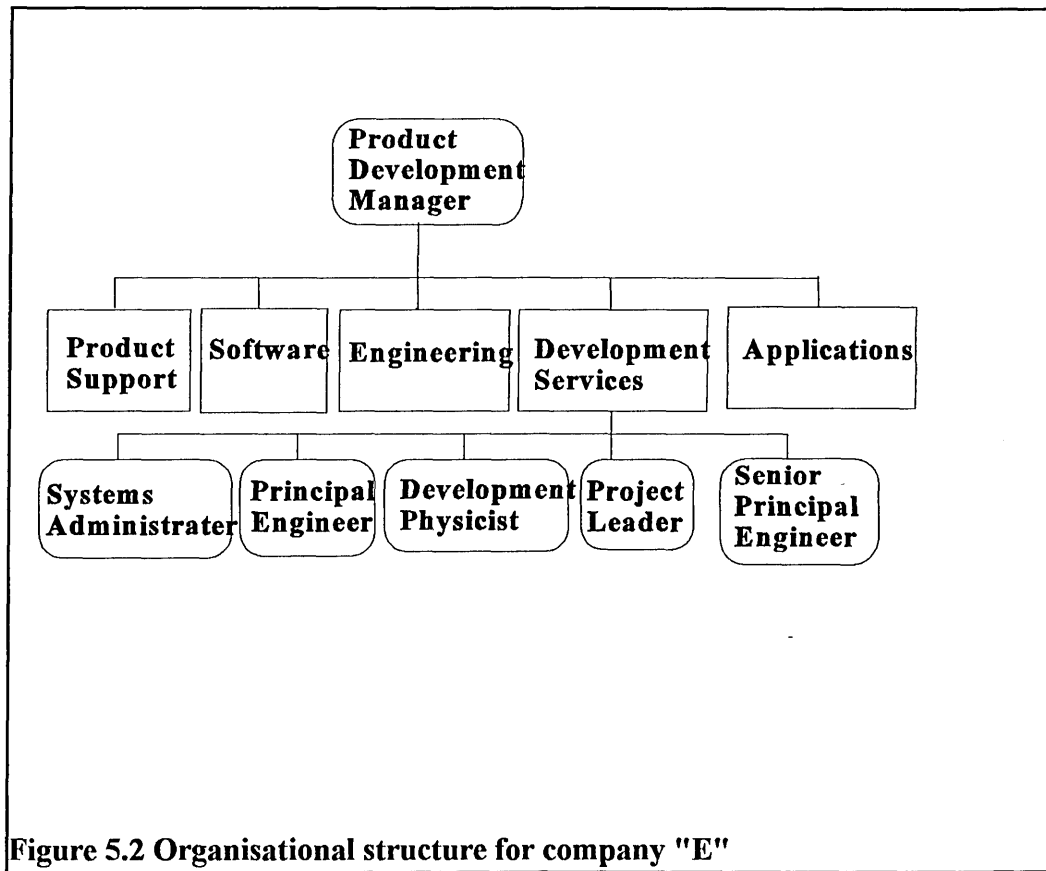 Product
Development
Manager
Product
Support
Software
Engineering
Development
Services
Applications
Systems
Administrater
Principal
Engineer
Development
Physicist
Project
Leader
Senior
Principal
Engineer
Figure 5.2 Organisational structure for company "E"